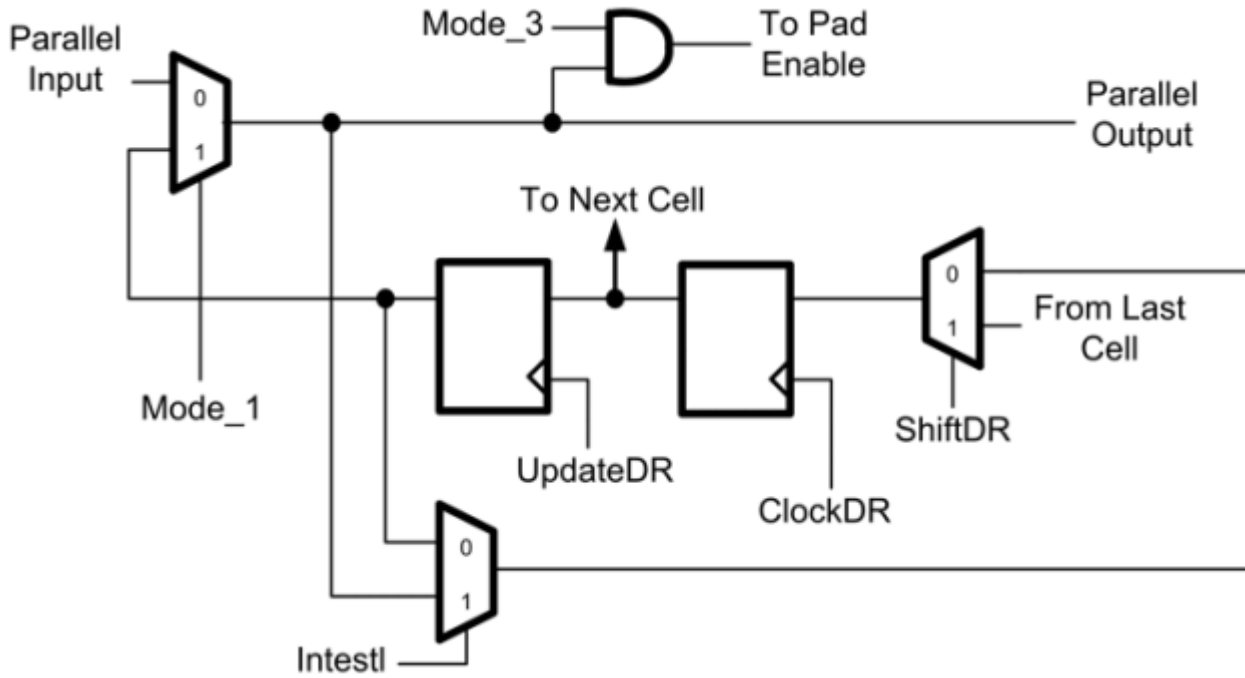 Mode_3
To Pad
Enable
Parallel
Input
0
1
Parallel
Output
To Next Cell
0
1
From Last
Cell
Mode_1
ShiftDR
UpdateDR
ClockDR
0
1
Intestl